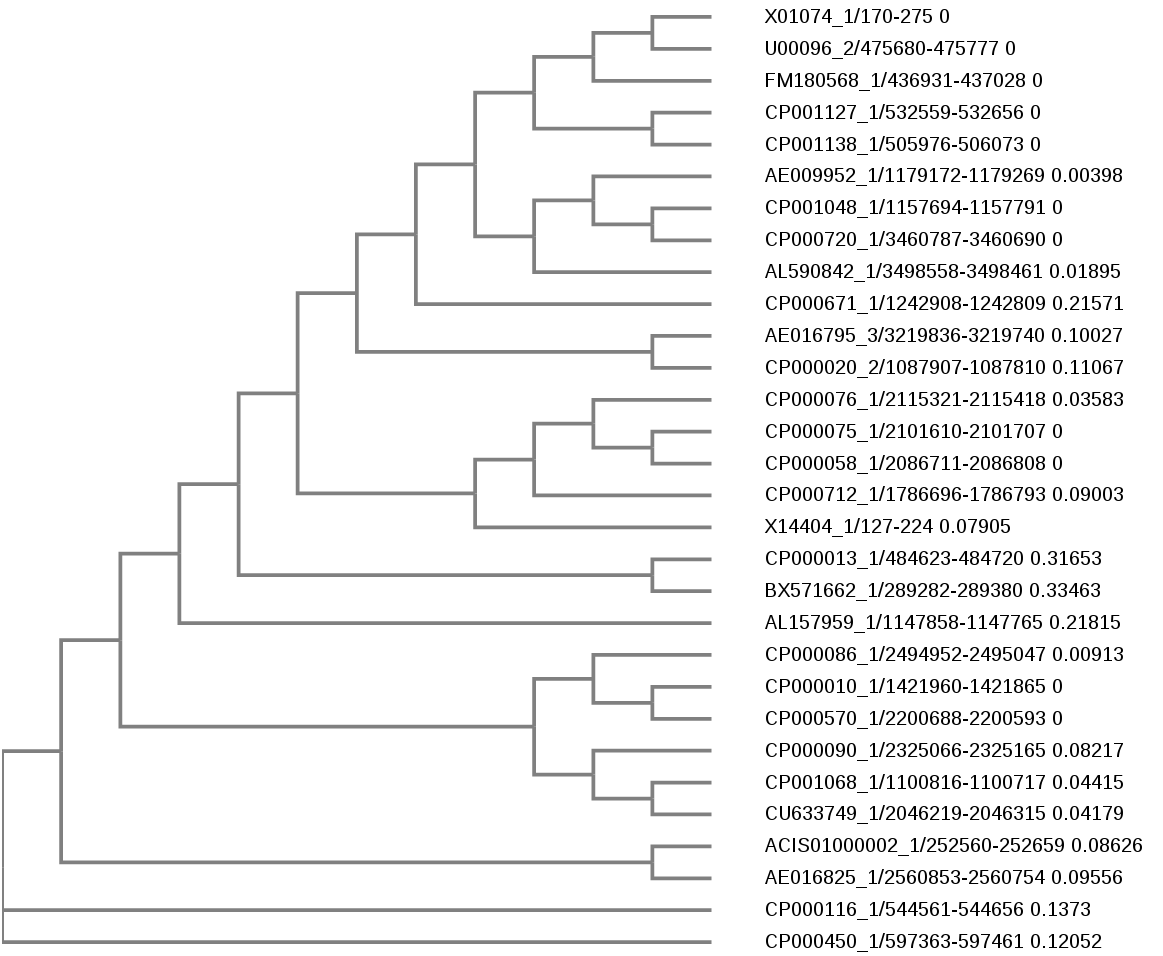 X01074_1/170-275 0
U00096_2/475680-475777 0
FM180568_1/436931-437028 0
CP001127_1/532559-532656 0
CP001138_1/505976-506073 0
AE009952_1/1179172-1179269 0.00398
CP001048_1/1157694-1157791 0
CP000720_1/3460787-3460690 0
AL590842_1/3498558-3498461 0.01895
CP000671_1/1242908-1242809 0.21571
AE016795_3/3219836-3219740 0.10027
CP000020_2/1087907-1087810 0.11067
CP000076_1/2115321-2115418 0.03583
CP000075_1/2101610-2101707 0
CP000058_1/2086711-2086808 0
CP000712_1/1786696-1786793 0.09003
X14404_1/127-224 0.07905
CP000013_1/484623-484720 0.31653
BX571662_1/289282-289380 0.33463
AL157959_1/1147858-1147765 0.21815
CP000086_1/2494952-2495047 0.00913
CP000010_1/1421960-1421865 0
CP000570_1/2200688-2200593 0
CP000090_1/2325066-2325165 0.08217
CP001068_1/1100816-1100717 0.04415
CU633749_1/2046219-2046315 0.04179
ACIS01000002_1/252560-252659 0.08626
AE016825_1/2560853-2560754 0.09556
CP000116_1/544561-544656 0.1373
CP000450_1/597363-597461 0.12052